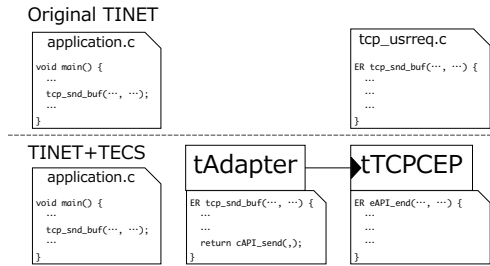 Original TINET
application.c
void main() {
…
tcp_snd_buf(…, …);
…
}
tcp_usrreq.c
ER tcp_snd_buf(…, …) {
…
…
…
}
TINET+TECS
application.c
void main() {
…
tcp_snd_buf(…, …);
…
}
tAdapter
ER tcp_snd_buf(…, …) {
…
…
return cAPI_send(,);
}
tTCPCEP
ER eAPI_end(…, …) {
…
…
…
}